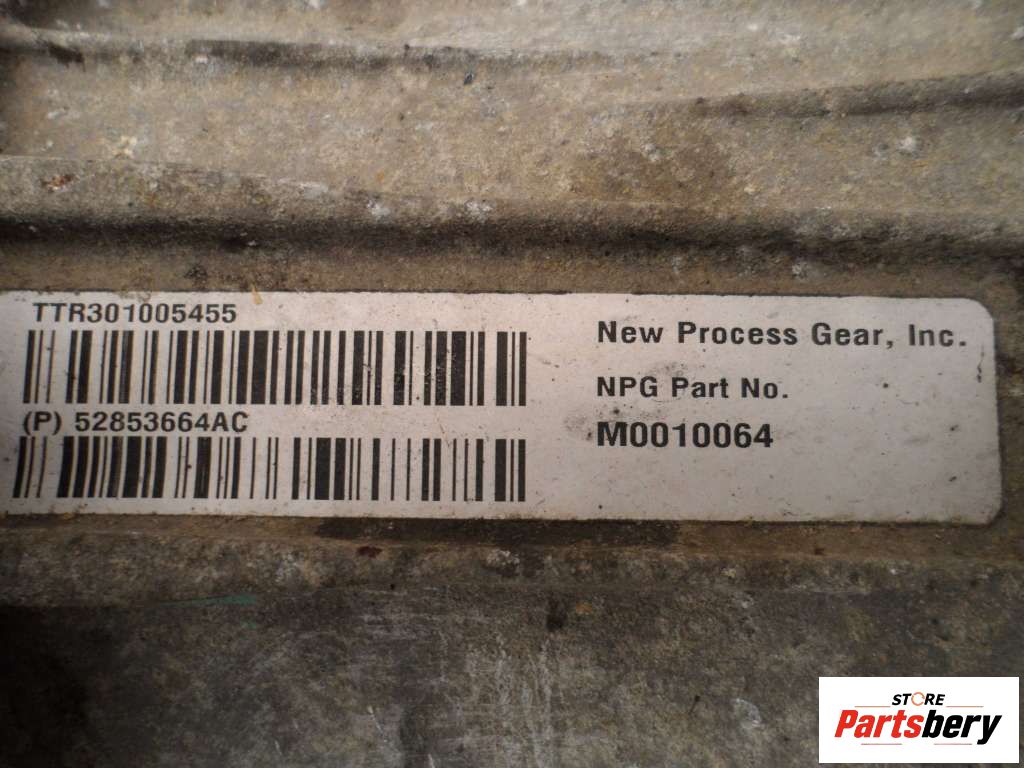 TTR301005455
(P) 52853664AC
New Process Gear, Inc.
NPG Part No.
M0010064
STORE
Partsbery